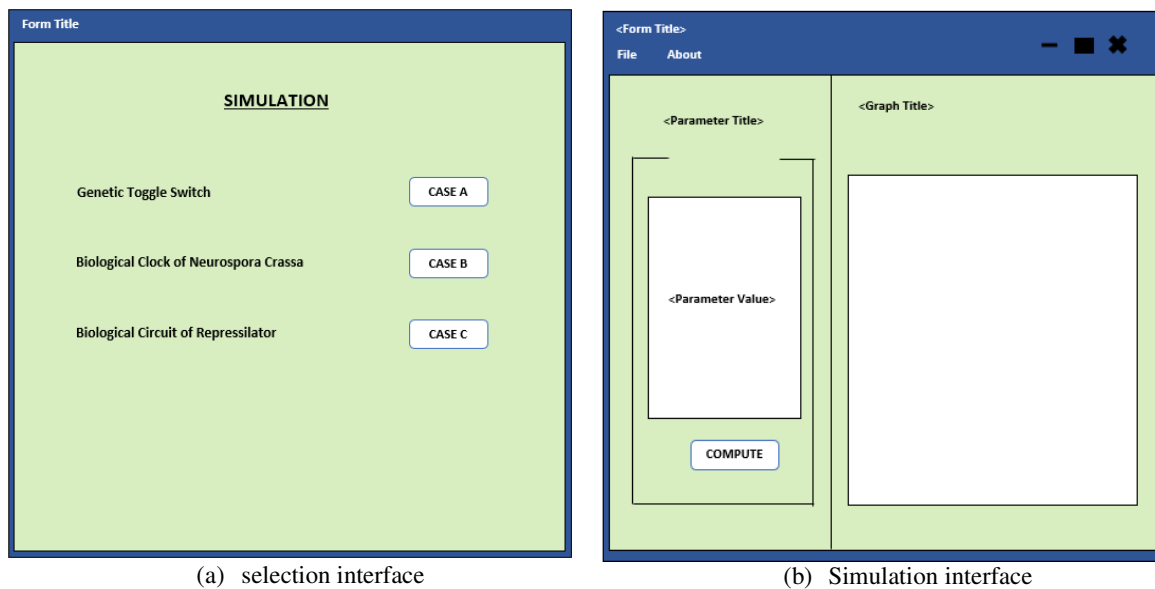 Form Title
SIMULATION
Genetic Toggle Switch
CASE A
Biological Clock of Neurospora Crassa
CASE B
Biological Circuit of Repressilator
CASE C
(a) selection interface
<Form Title>
File About
<Parameter Title>
<Parameter Value>
COMPUTE
<Graph Title>
(b) Simulation interface